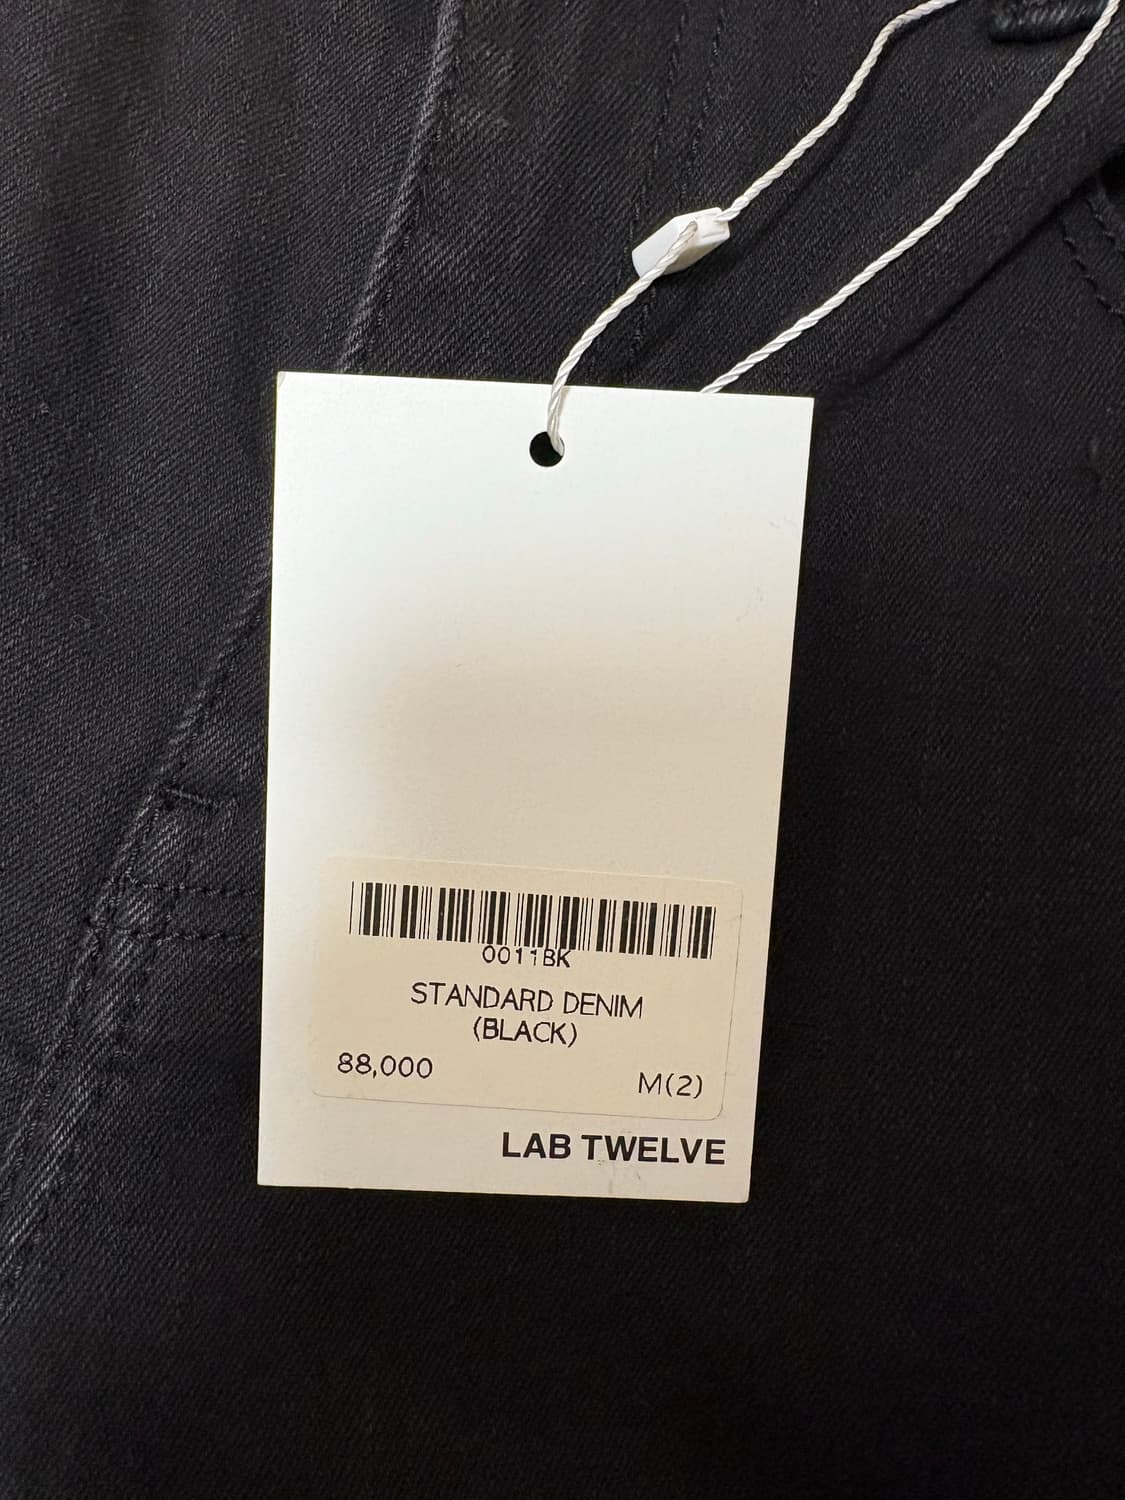 0011BK
STANDARD DENIM
(BLACK)
88,000
M(2)
LAB TWELVE